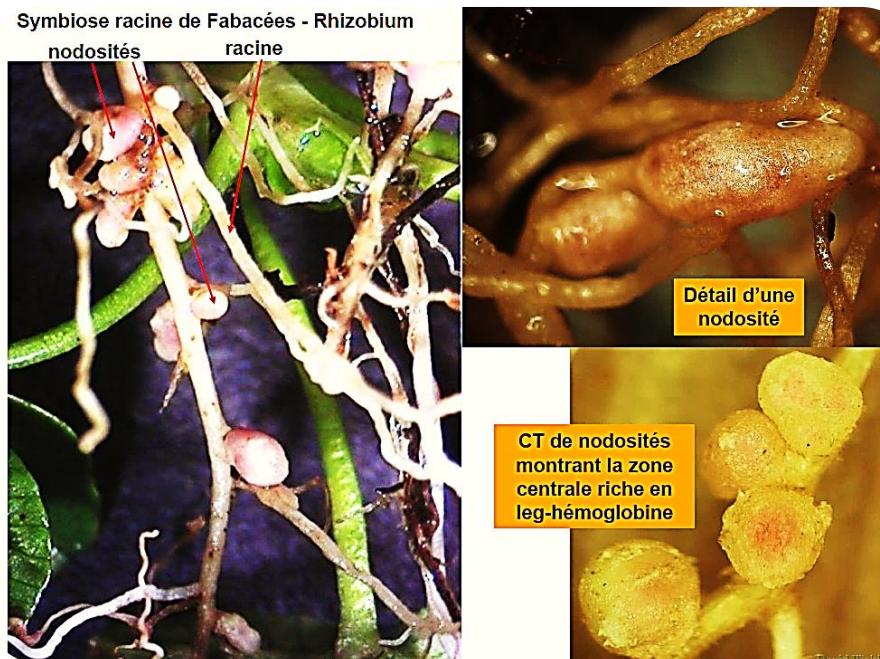 Symbiose racine de Fabacées - Rhizobium
nodosités
racine
Détail d'une
nodosité
CT de nodosités
montrant la zone
centrale riche en
leg-hémoglobine